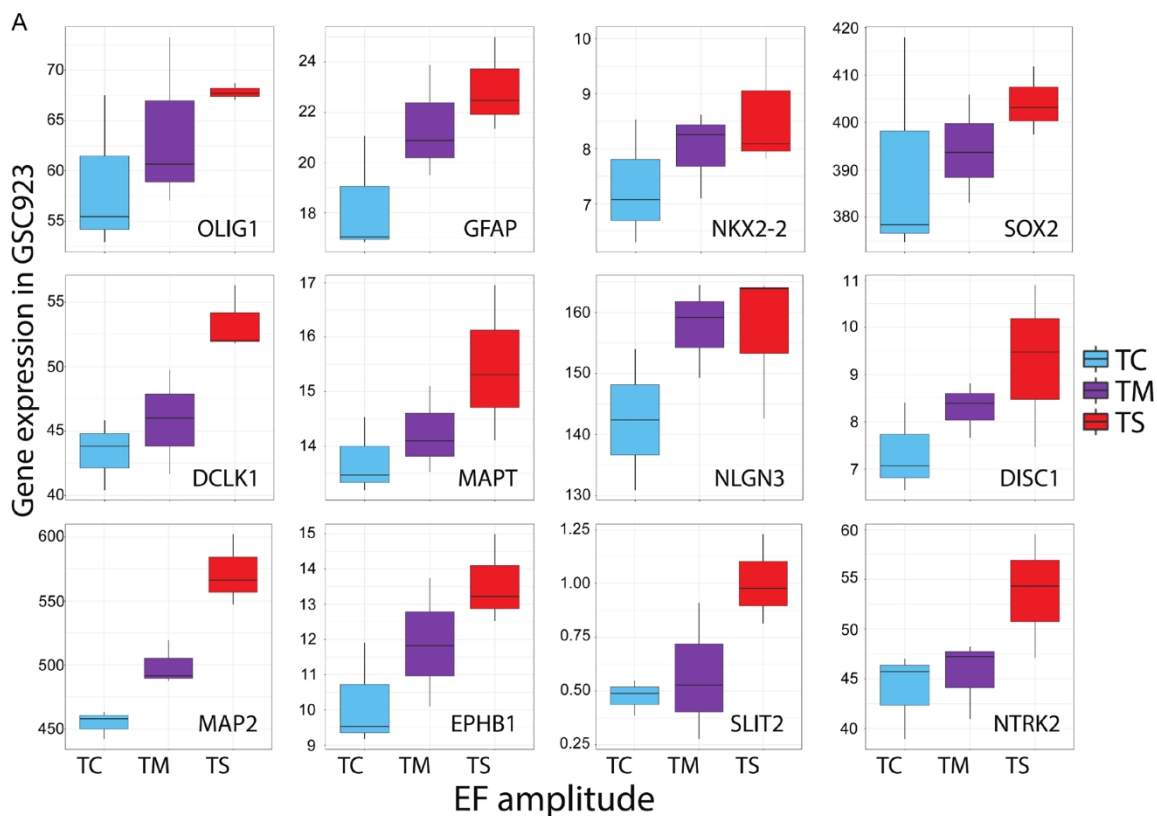 A
Gene expression in GSC923
70
65
60
55
OLIG1
24
22
20
18
GFAP
10
9
8
7
NKX2-2
420
410
400
390
380
SOX2
55
50
45
40
DCLK1
17
16
15
14
MAPT
160
150
140
130
NLGN3
11
10
9
8
7
DISC1
TC
TM
TS
600
550
500
450
MAP2
15
14
13
12
11
10
9
EPHB1
1.25
1.00
0.75
0.50
0.25
SLIT2
60
55
50
45
40
NTRK2
TC TM TS
TC TM TS
TC TM TS
TC TM TS
EF amplitude